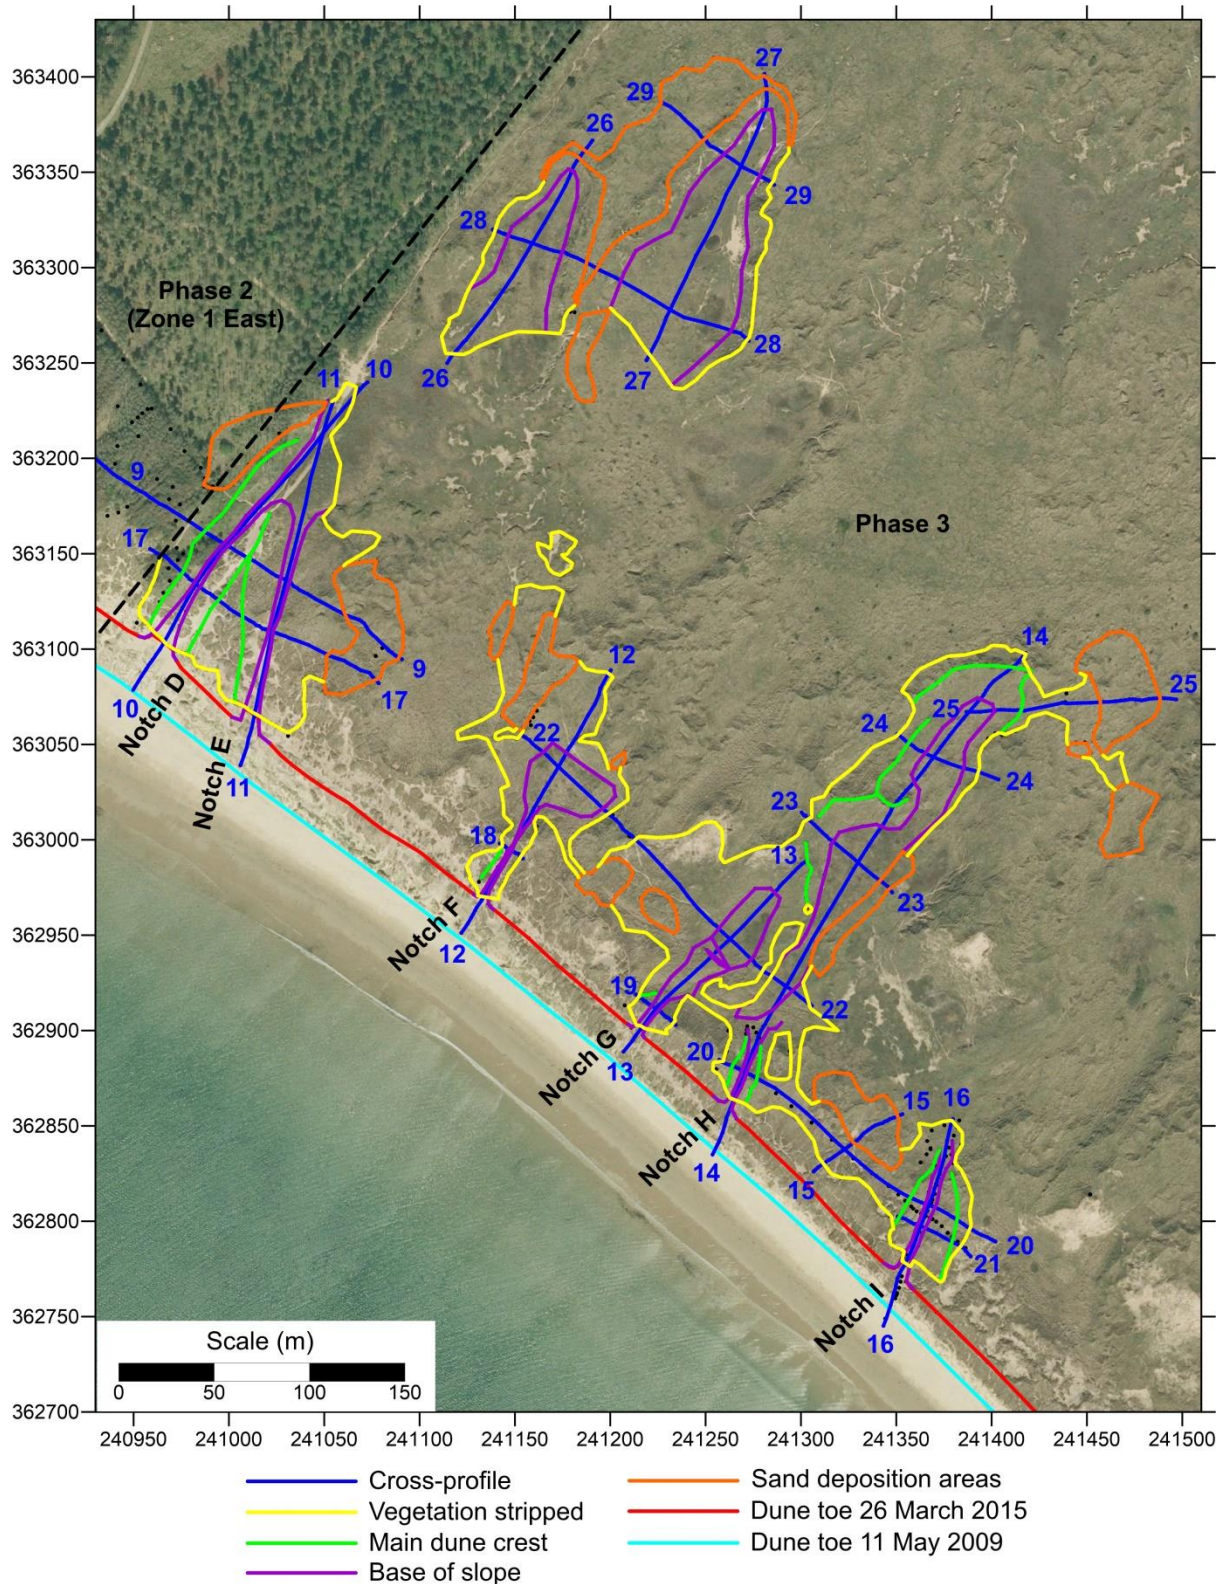 363400
363350
363300
363250
363200
363150
363100
363050
363000
362950
362900
362850
362800
362750
362700
27
29
26
29
28
Phase 2
(Zone 1 East)
28
27
26
11
10
9
Phase 3
17
9
17
10
Notch D
Notch E
11
12
14
25
25
24
22
24
23
18
13
23
Notch F
12
19
22
Notch G
13
20
16
15
Notch H
14
15
20
21
Notch I
16
Scale (m)
0 50 100 150
240950 241000 241050 241100 241150 241200 241250 241300 241350 241400 241450 241500
Cross-profile
Vegetation stripped
Main dune crest
Base of slope
Sand deposition areas
Dune toe 26 March 2015
Dune toe 11 May 2009